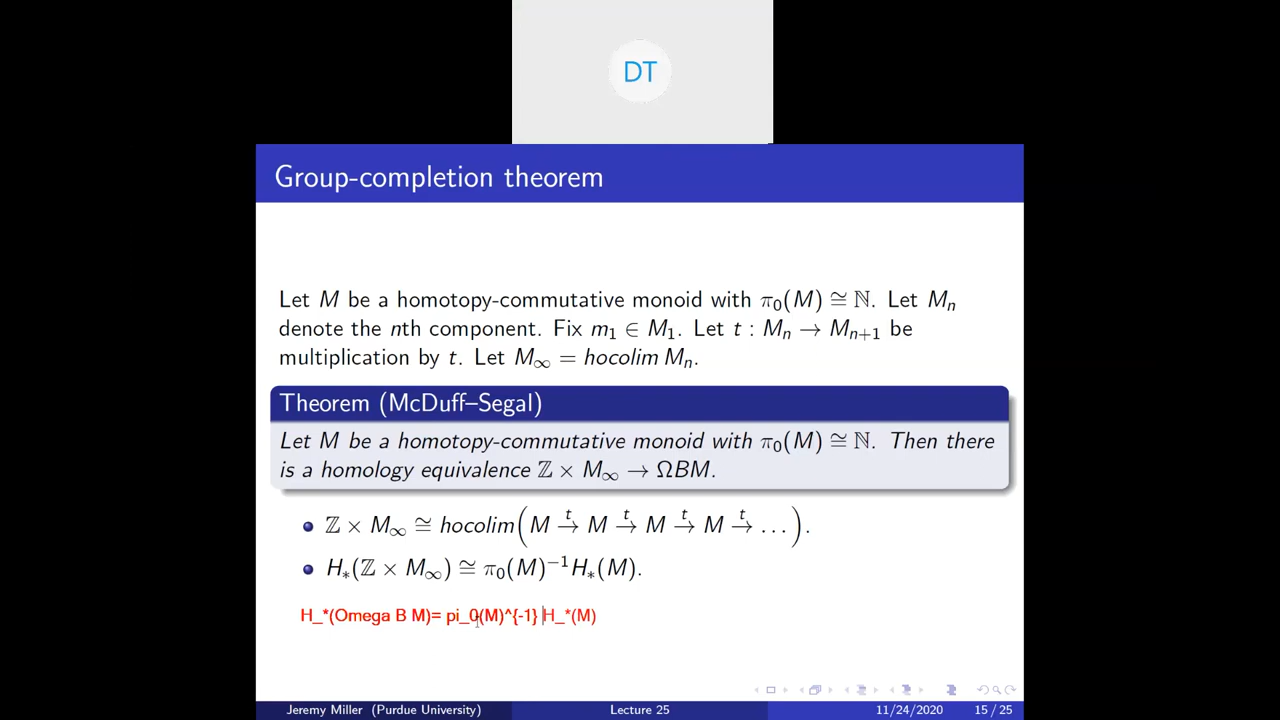 DT
Group-completion theorem
Let M be a homotopy-commutative monoid with π₀(M) ≅ ℕ. Let Mₙ
denote the nth component. Fix m₁ ∈ M₁. Let t : Mₙ → Mₙ₊₁ be
multiplication by t. Let M∞ = hocolim Mₙ.
Theorem (McDuff–Segal)
Let M be a homotopy-commutative monoid with π₀(M) ≅ ℕ. Then there
is a homology equivalence ℤ × M∞ → ΩBM.
ℤ × M∞ ≅ hocolim(M →ᵗ M →ᵗ M →ᵗ M →ᵗ …).
H∗(ℤ × M∞) ≅ π₀(M)⁻¹H∗(M).
H_*(Omega B M)= pi_0(M)^{-1} H_*(M)
Jeremy Miller (Purdue University) Lecture 25 11/24/2020 15 / 25